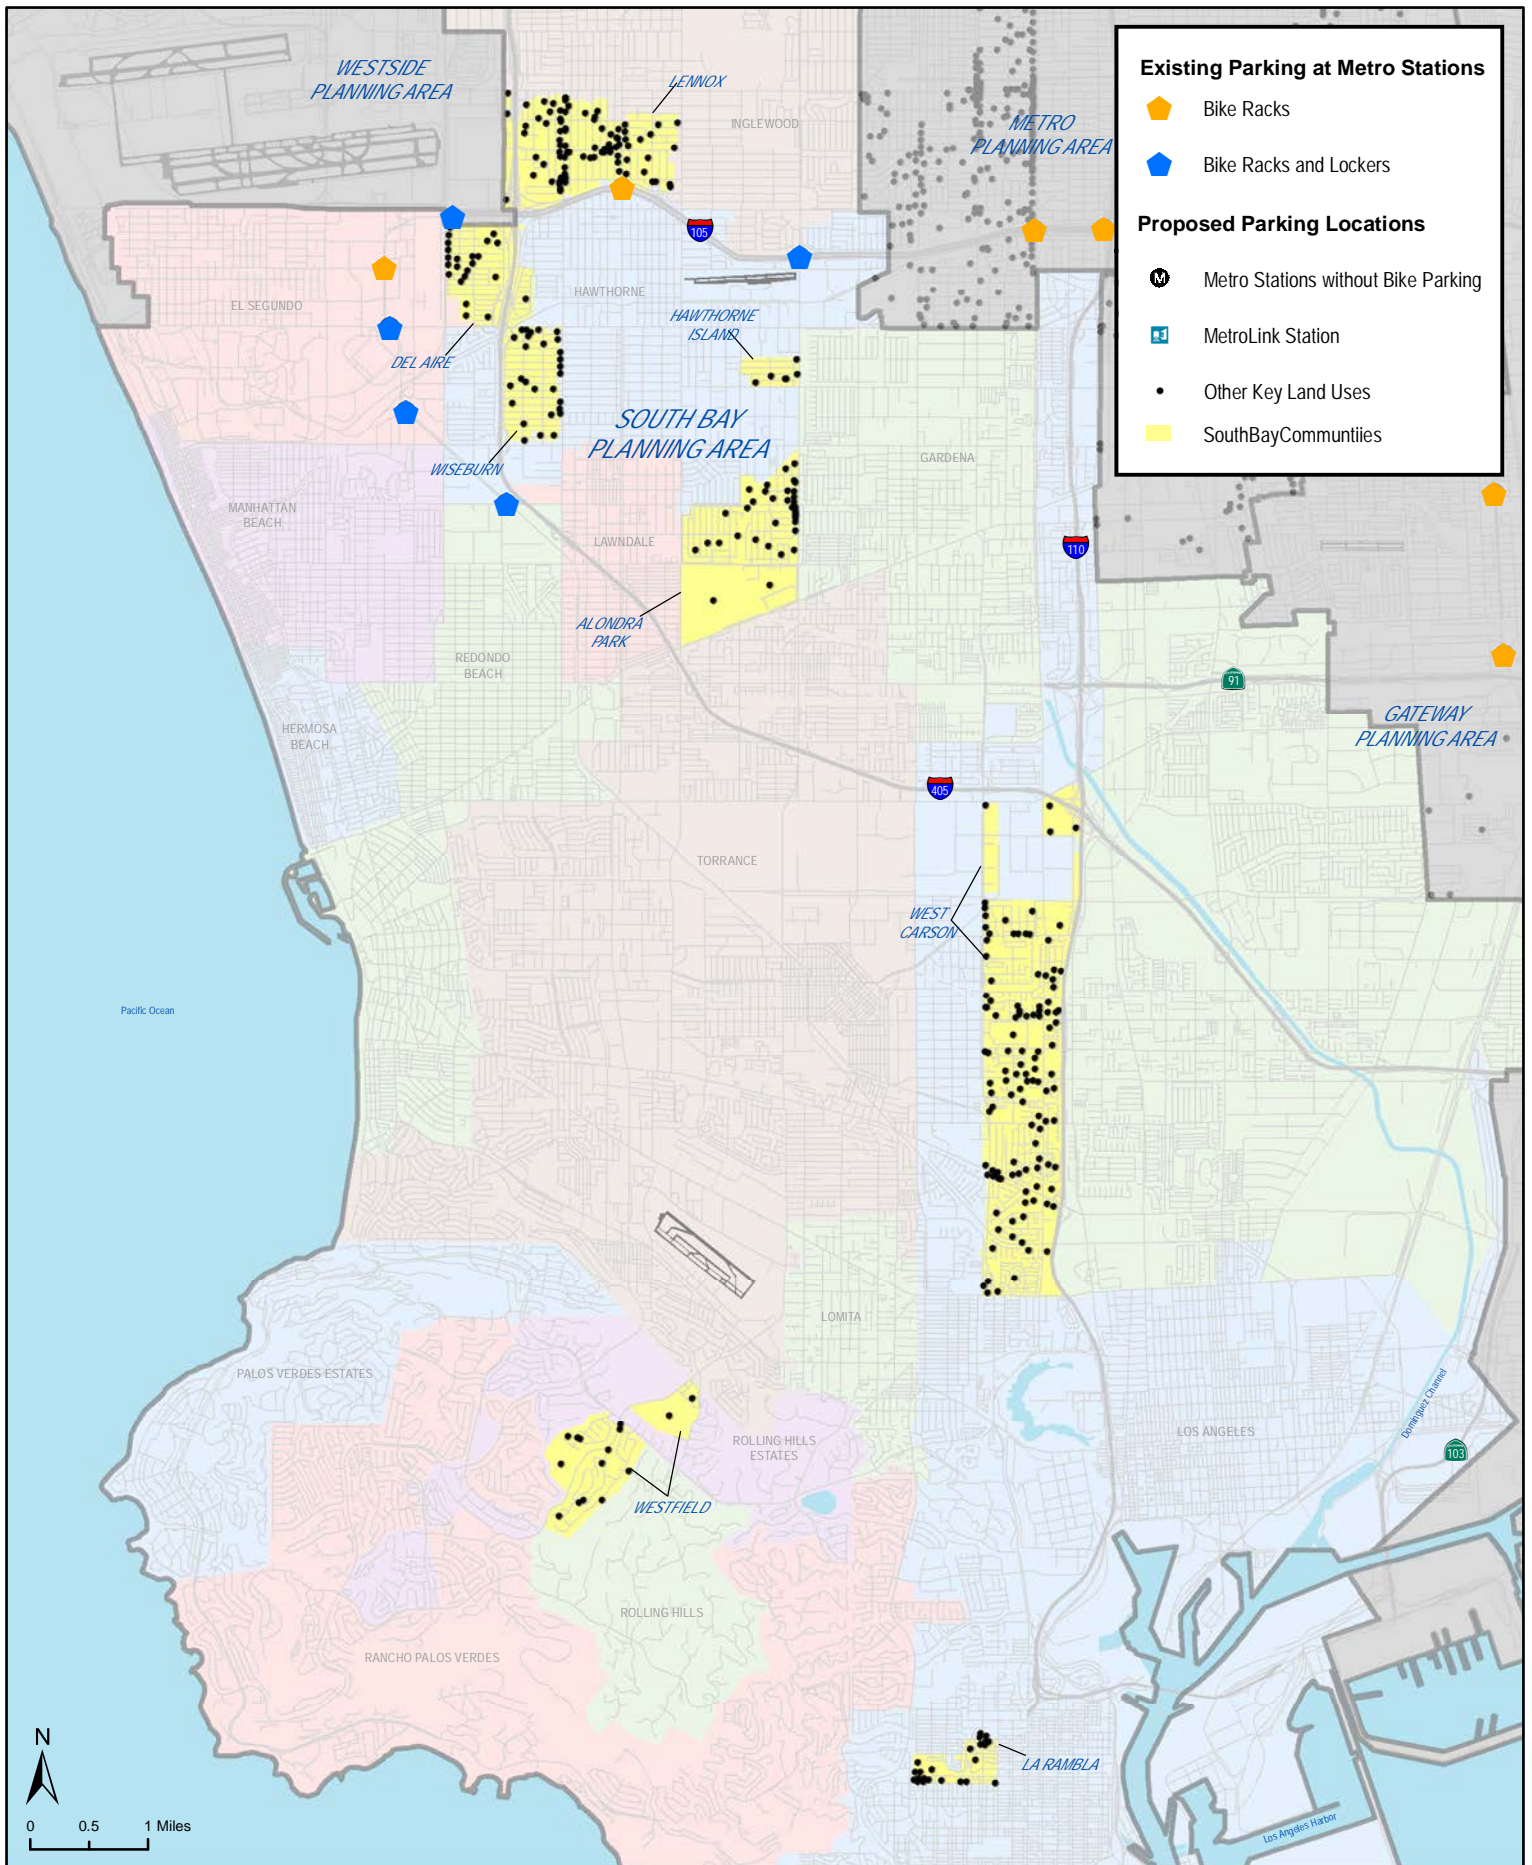 WESTSIDE
PLANNING AREA
LENNOX
INGLEWOOD
METRO
PLANNING AREA
Existing Parking at Metro Stations
Bike Racks
Bike Racks and Lockers
Proposed Parking Locations
M
Metro Stations without Bike Parking
MetroLink Station
Other Key Land Uses
SouthBayCommuntiies
105
EL SEGUNDO
HAWTHORNE
HAWTHORNE
ISLAND
DEL AIRE
SOUTH BAY
PLANNING AREA
WISEBURN
GARDENA
MANHATTAN
BEACH
LAWNDALE
110
ALONDRA
PARK
REDONDO
BEACH
91
HERMOSA
BEACH
GATEWAY
PLANNING AREA
405
TORRANCE
WEST
CARSON
Pacific Ocean
LOMITA
PALOS VERDES ESTATES
Dominguez Channel
LOS ANGELES
103
ROLLING HILLS
ESTATES
WESTFIELD
ROLLING HILLS
RANCHO PALOS VERDES
LA RAMBLA
Los Angeles Harbor
N
0 0.5 1 Miles